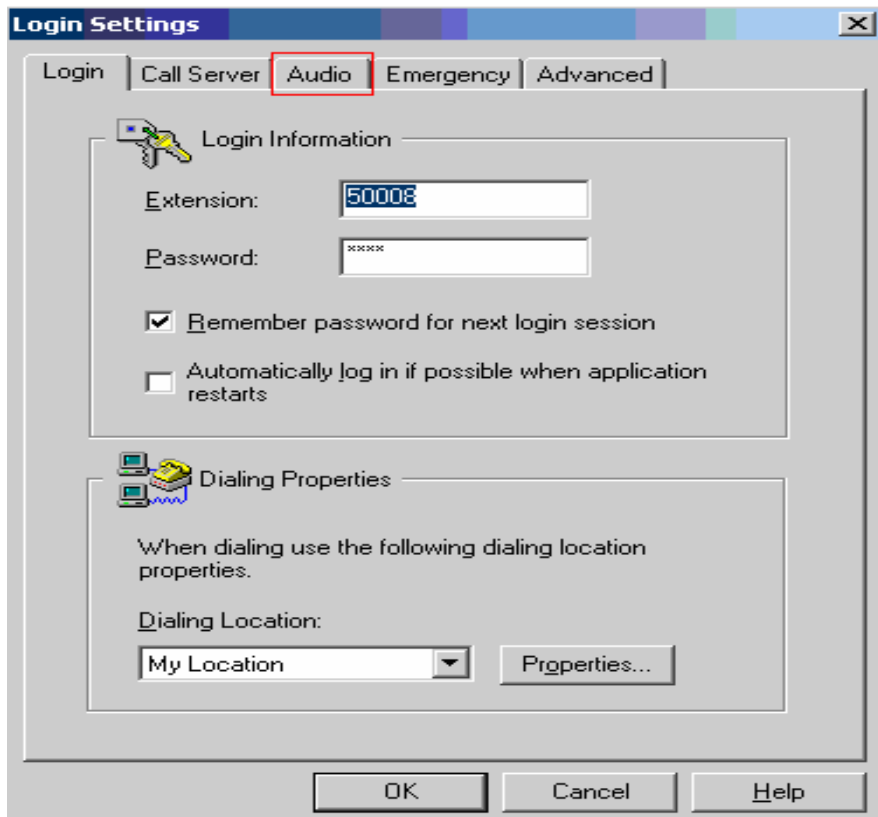 Login Settings
Login Call Server Audio Emergency Advanced
Login Information
Extension: 50008
Password: ****
Remember password for next login session
Automatically log in if possible when application
restarts
Dialing Properties
When dialing use the following dialing location
properties.
Dialing Location:
My Location Properties...
OK Cancel Help